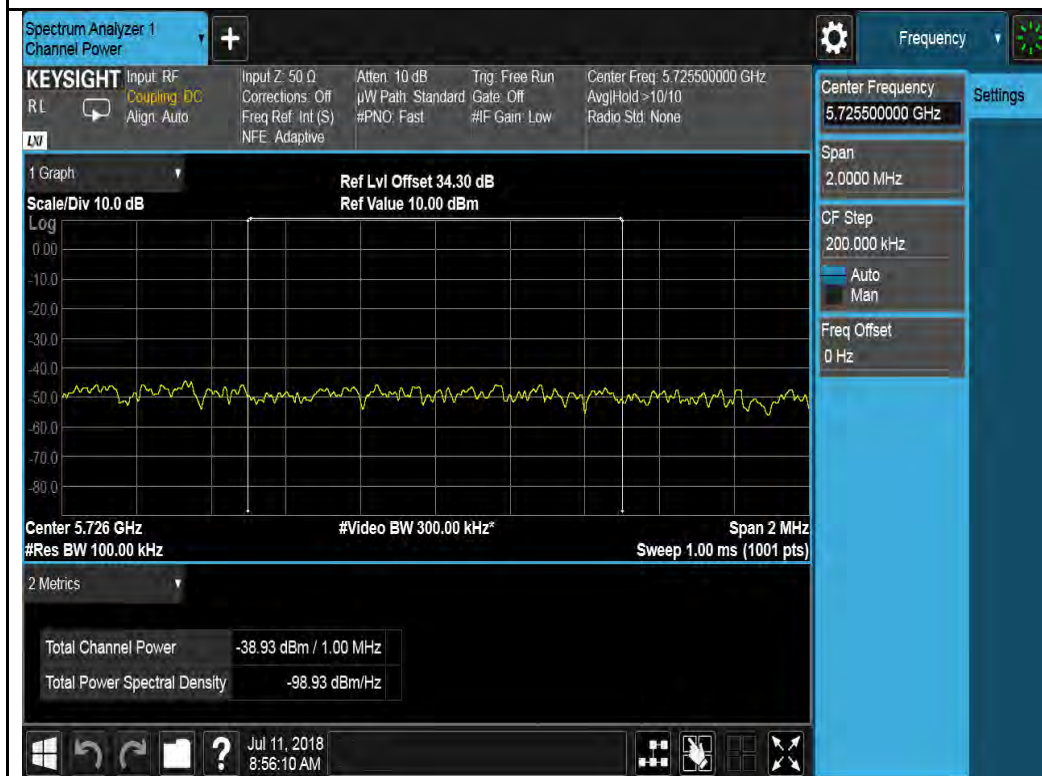 Spectrum Analyzer 1
Channel Power
+
Frequency
KEYSIGHT
RL
LXI
Input: RF
Coupling: DC
Align: Auto
Input Z: 50 Ω
Corrections: Off
Freq Ref: Int (S)
NFE: Adaptive
Atten: 10 dB
µW Path: Standard
#PNO: Fast
Trig: Free Run
Gate: Off
#IF Gain: Low
Center Freq: 5.725500000 GHz
Avg|Hold >10/10
Radio Std: None
Center Frequency
5.725500000 GHz
Settings
Span
2.0000 MHz
CF Step
200.000 kHz
Auto
Man
Freq Offset
0 Hz
1 Graph
Scale/Div 10.0 dB
Ref Lvl Offset 34.30 dB
Ref Value 10.00 dBm
Log
0.00
-10.0
-20.0
-30.0
-40.0
-50.0
-60.0
-70.0
-80.0
Center 5.726 GHz
#Video BW 300.00 kHz*
Span 2 MHz
#Res BW 100.00 kHz
Sweep 1.00 ms (1001 pts)
2 Metrics
Total Channel Power -38.93 dBm / 1.00 MHz
Total Power Spectral Density -98.93 dBm/Hz
?
Jul 11, 2018
8:56:10 AM